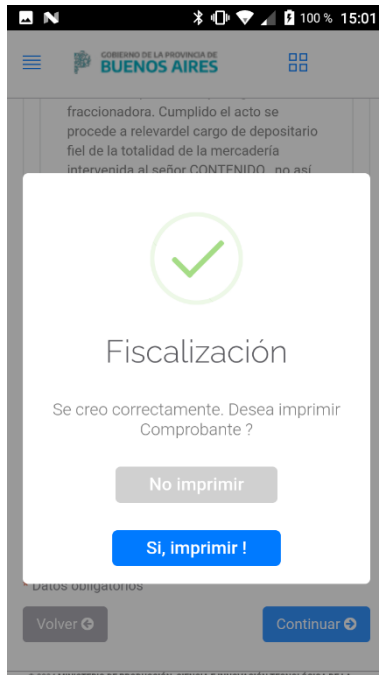 100 % 15:01
GOBIERNO DE LA PROVINCIA DE
BUENOS AIRES
fraccionadora. Cumplido el acto se
procede a relevardel cargo de depositario
fiel de la totalidad de la mercadería
intervenida al señor CONTENIDO, no así
Fiscalización
Se creo correctamente. Desea imprimir
Comprobante ?
No imprimir
Si, imprimir !
* Datos obligatorios
Volver
Continuar